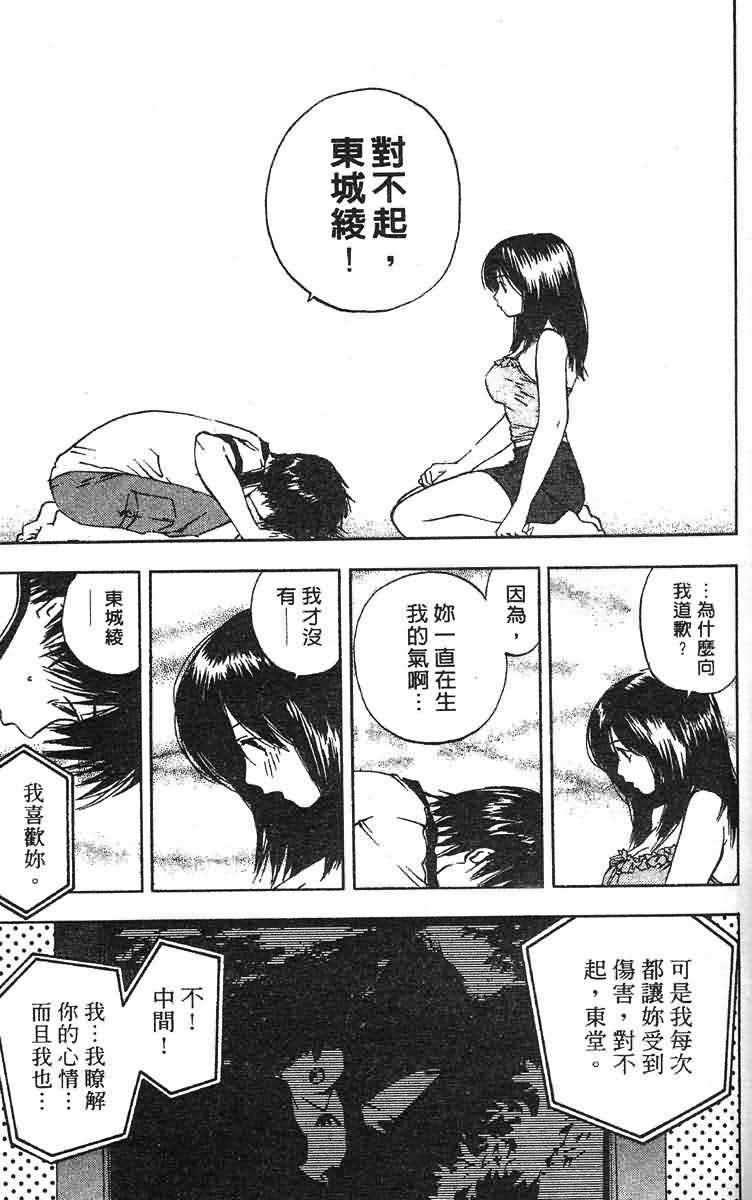 對不起，
東城綾！
…為什麼向
我道歉？
因為，
妳一直在生
我的氣啊…
我才沒
有——
東城綾
——
我喜歡妳。
可是我每次
都讓妳受到
傷害，對不
起，東堂。
不！
中間！
我…我瞭解
你的心情…
而且我也…